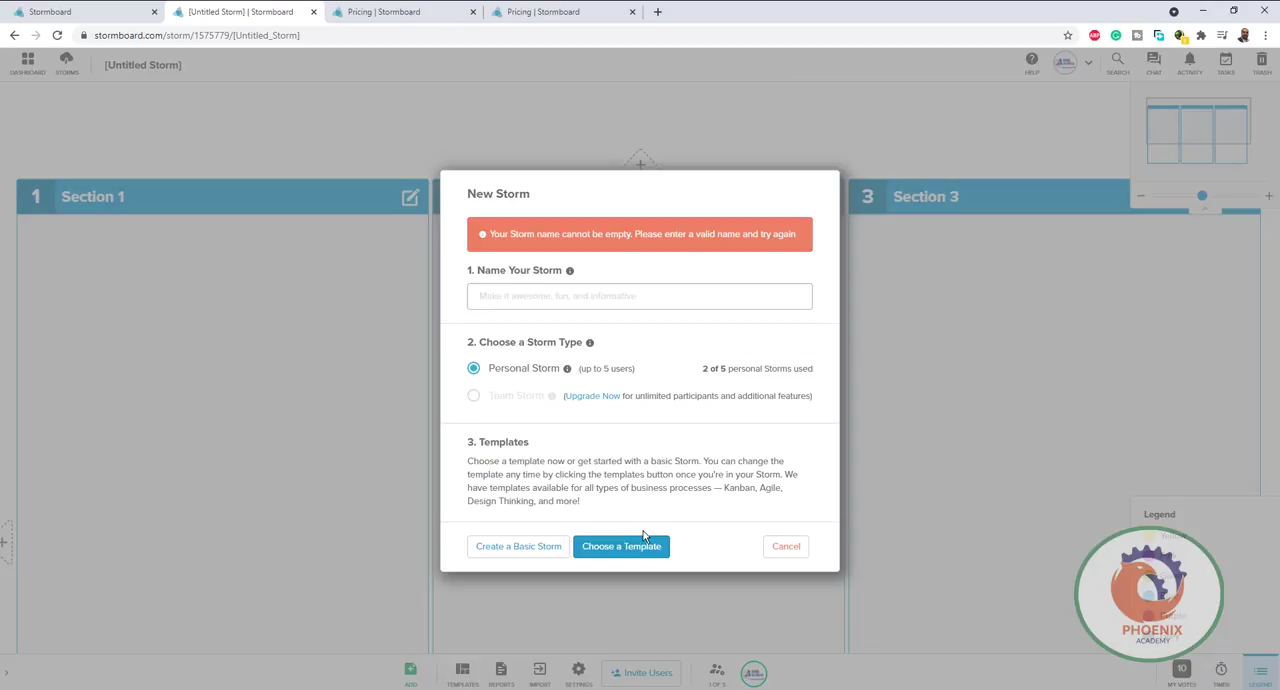 Stormboard
[Untitled Storm] | Stormboard
Pricing | Stormboard
Pricing | Stormboard
stormboard.com/storm/1575779/[Untitled_Storm]
DASHBOARD
STORMS
[Untitled Storm]
HELP
SEARCH
CHAT
ACTIVITY
TASKS
TRASH
1 Section 1
3 Section 3
New Storm
Your Storm name cannot be empty. Please enter a valid name and try again
1. Name Your Storm
Make it awesome, fun, and informative
2. Choose a Storm Type
Personal Storm (up to 5 users) 2 of 5 personal Storms used
Team Storm (Upgrade Now for unlimited participants and additional features)
3. Templates
Choose a template now or get started with a basic Storm. You can change the
template any time by clicking the templates button once you're in your Storm. We
have templates available for all types of business processes — Kanban, Agile,
Design Thinking, and more!
Create a Basic Storm
Choose a Template
Cancel
Legend
PHOENIX
ACADEMY
ADD
TEMPLATES
REPORTS
IMPORT
SETTINGS
Invite Users
1 OF 5
10
MY VOTES
TIMER
LEGEND